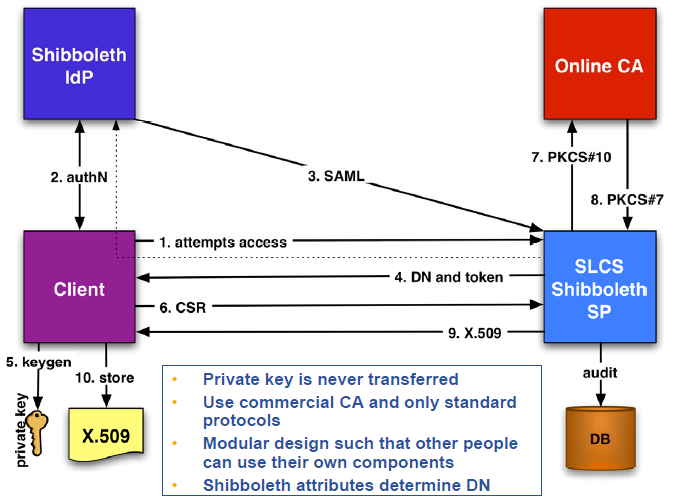 Shibboleth
IdP
Online CA
2. authN
3. SAML
7. PKCS#10
8. PKCS#7
1. attempts access
Client
4. DN and token
SLCS
Shibboleth
SP
6. CSR
9. X.509
5. keygen
10. store
audit
private key
X.509
DB
• Private key is never transferred
• Use commercial CA and only standard
protocols
• Modular design such that other people
can use their own components
• Shibboleth attributes determine DN